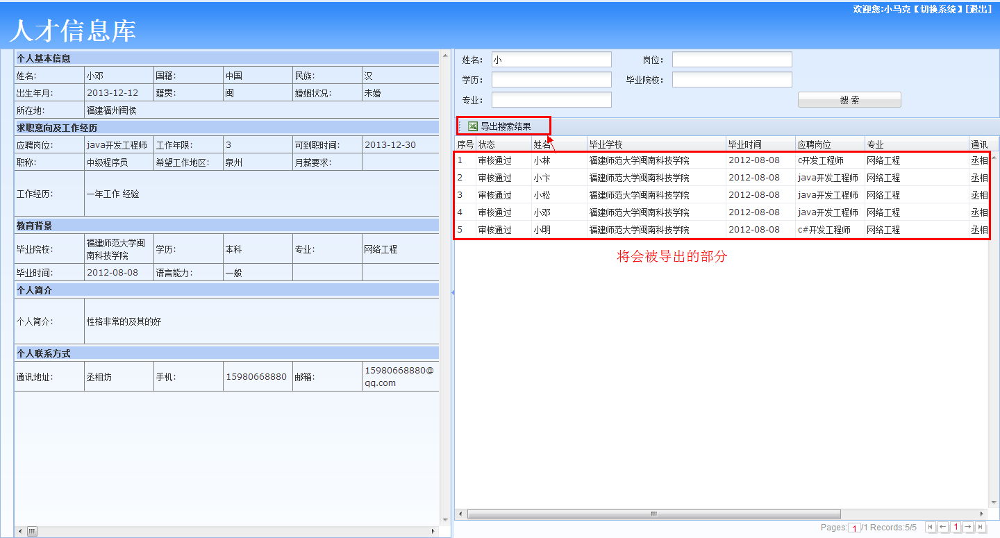 欢迎您:小马克【切换系统】[退出]
人才信息库
个人基本信息
姓名: 小邓 国籍: 中国 民族: 汉
出生年月: 2013-12-12 籍贯: 闽 婚姻状况: 未婚
所在地: 福建福州闽侯
求职意向及工作经历
应聘岗位: java开发工程师 工作年限: 3 可到职时间: 2013-12-30
职称: 中级程序员 希望工作地区: 泉州 月薪要求:
工作经历: 一年工作 经验
教育背景
毕业院校: 福建师范大学闽南科技学院 学历: 本科 专业: 网络工程
毕业时间: 2012-08-08 语言能力: 一般
个人简介
个人简介: 性格非常的及其的好
个人联系方式
通讯地址: 丞相坊 手机: 15980668880 邮箱: 15980668880@qq.com
姓名: 小 岗位:
学历: 毕业院校:
专业: 搜 索
导出搜索结果
序号 状态 姓名 毕业学校 毕业时间 应聘岗位 专业 通讯
1 审核通过 小林 福建师范大学闽南科技学院 2012-08-08 c开发工程师 网络工程 丞相
2 审核通过 小卞 福建师范大学闽南科技学院 2012-08-08 java开发工程师 网络工程 丞相
3 审核通过 小松 福建师范大学闽南科技学院 2012-08-08 java开发工程师 网络工程 丞相
4 审核通过 小邓 福建师范大学闽南科技学院 2012-08-08 java开发工程师 网络工程 丞相
5 审核通过 小明 福建师范大学闽南科技学院 2012-08-08 c#开发工程师 网络工程 丞相
将会被导出的部分
Pages: 1 /1 Records:5/5 1